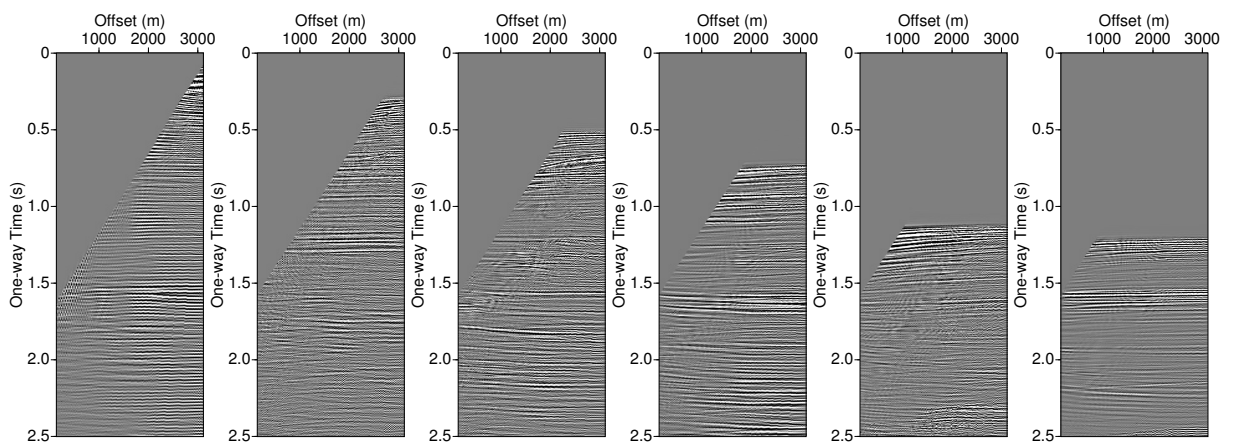 Offset (m) Offset (m) Offset (m) Offset (m) Offset (m) Offset (m)
1000 2000 3000 1000 2000 3000 1000 2000 3000 1000 2000 3000 1000 2000 3000 1000 2000 3000
0 0 0 0 0 0
0.5 0.5 0.5 0.5 0.5 0.5
1.0 1.0 1.0 1.0 1.0 1.0
One-way Time (s) One-way Time (s) One-way Time (s) One-way Time (s) One-way Time (s) One-way Time (s)
1.5 1.5 1.5 1.5 1.5 1.5
2.0 2.0 2.0 2.0 2.0 2.0
2.5 2.5 2.5 2.5 2.5 2.5